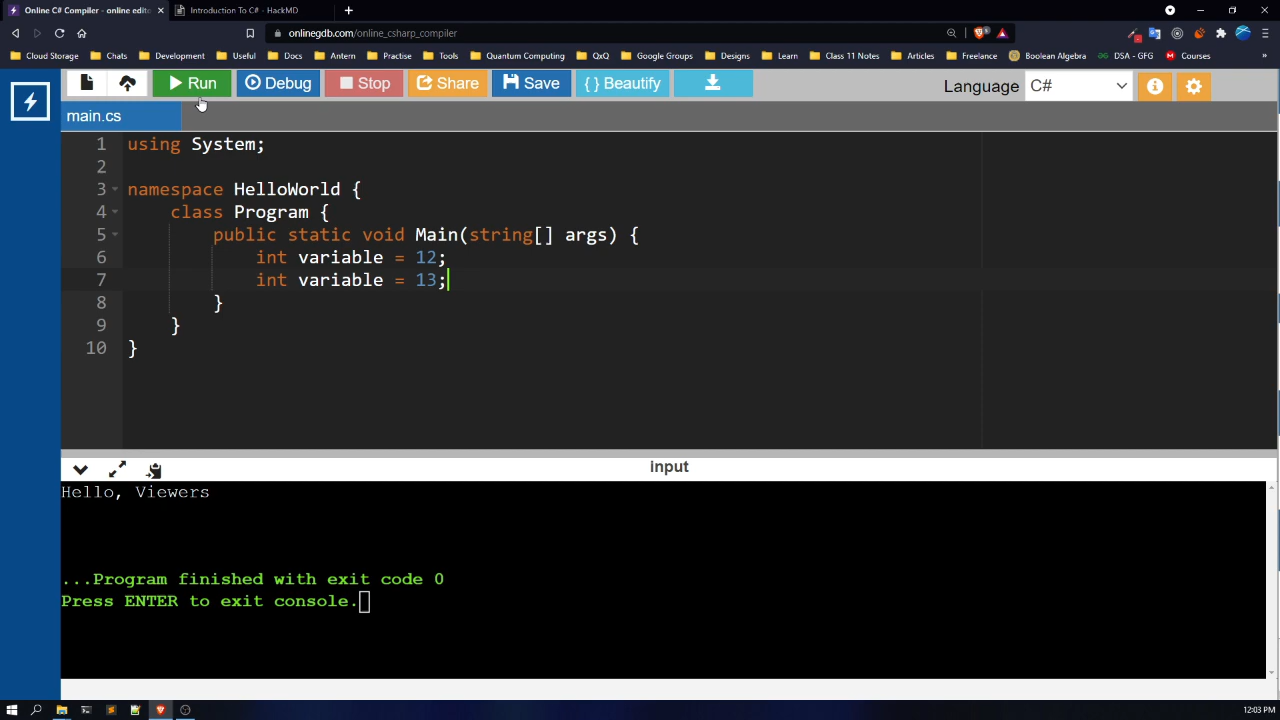 Online C# Compiler - online edito
Introduction To C# - HackMD
onlinegdb.com/online_csharp_compiler
Cloud Storage Chats Development Useful Docs Antern Practise Tools Quantum Computing QxQ Google Groups Designs Learn Class 11 Notes Articles Freelance Boolean Algebra DSA - GFG Courses »
Run Debug Stop Share Save { } Beautify Language C#
main.cs
1 using System;
2
3 namespace HelloWorld {
4 class Program {
5 public static void Main(string[] args) {
6 int variable = 12;
7 int variable = 13;
8 }
9 }
10 }
input
Hello, Viewers
...Program finished with exit code 0
Press ENTER to exit console.
12:03 PM